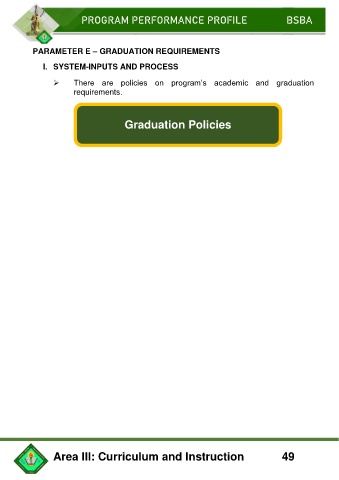 PROGRAM PERFORMANCE PROFILE BSBA
PARAMETER E – GRADUATION REQUIREMENTS
I. SYSTEM-INPUTS AND PROCESS
➢ There are policies on program's academic and graduation
requirements.
Graduation Policies
Area III: Curriculum and Instruction 49